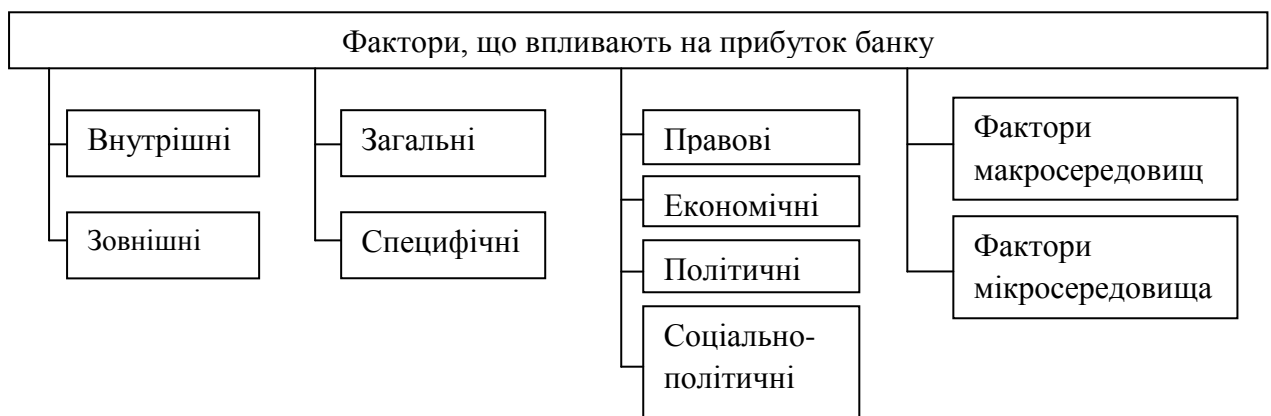 Фактори, що впливають на прибуток банку
Внутрішні
Зовнішні
Загальні
Специфічні
Правові
Економічні
Політичні
Соціально-
політичні
Фактори
макросередовищ
Фактори
мікросередовища